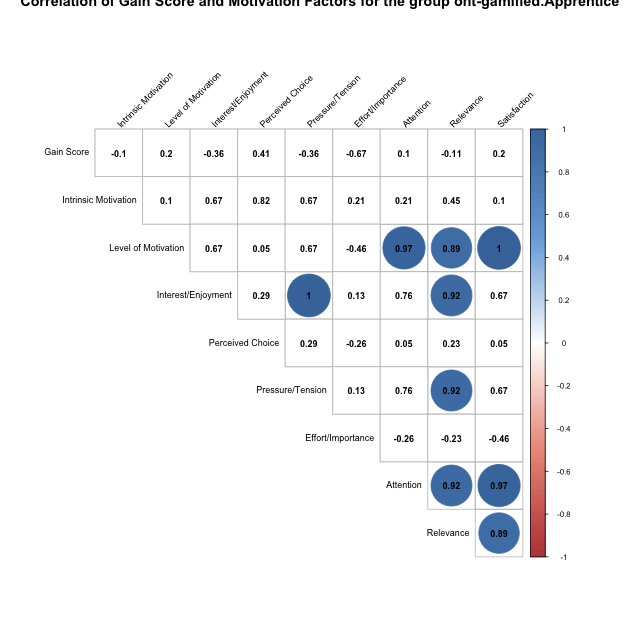 Correlation of Gain Score and Motivation Factors for the group ont-gamified.Apprentice
Intrinsic Motivation
Level of Motivation
Interest/Enjoyment
Perceived Choice
Pressure/Tension
Effort/Importance
Attention
Relevance
Satisfaction
Gain Score -0.1 0.2 -0.36 0.41 -0.36 -0.67 0.1 -0.11 0.2
Intrinsic Motivation 0.1 0.67 0.82 0.67 0.21 0.21 0.45 0.1
Level of Motivation 0.67 0.05 0.67 -0.46 0.97 0.89 1
Interest/Enjoyment 0.29 1 0.13 0.76 0.92 0.67
Perceived Choice 0.29 -0.26 0.05 0.23 0.05
Pressure/Tension 0.13 0.76 0.92 0.67
Effort/Importance -0.26 -0.23 -0.46
Attention 0.92 0.97
Relevance 0.89
1
0.8
0.6
0.4
0.2
0
-0.2
-0.4
-0.6
-0.8
-1